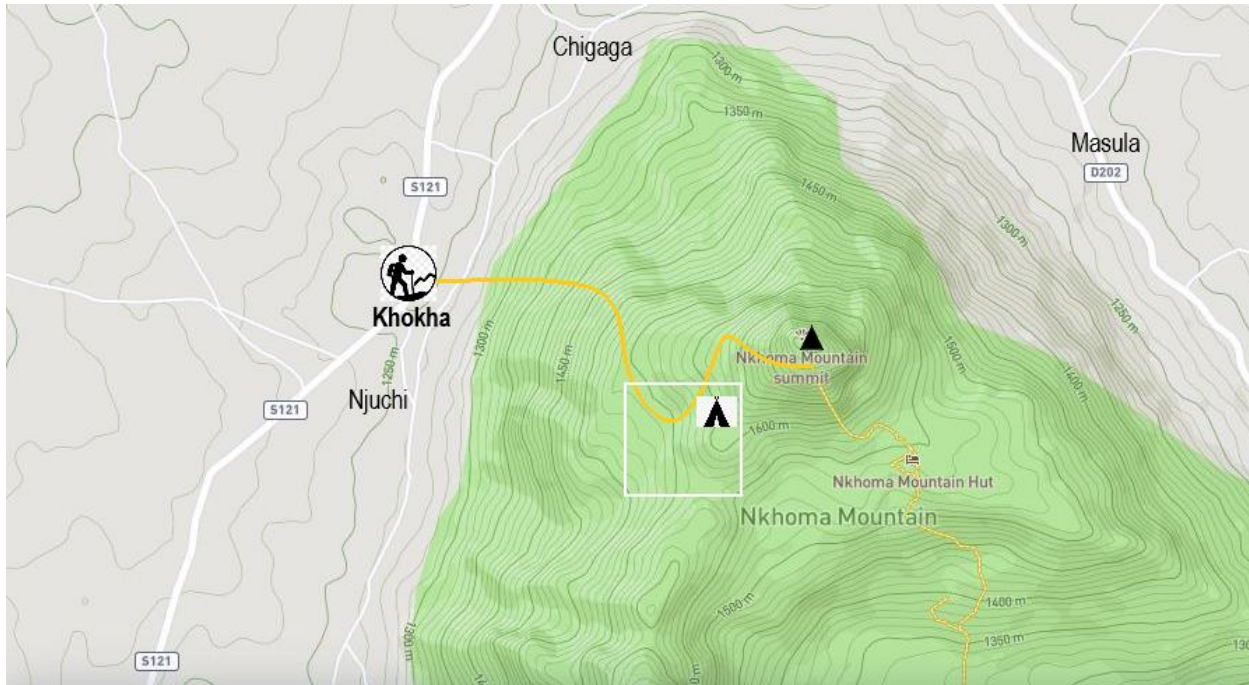 Chigaga
1300 m
1350 m
Masula
D202
1450 m
S121
1300 m
Khokha
1250 m
1250 m
1300 m
1450 m
1500 m
Nkhoma Mountain
summit
1400 m
Njuchi
S121
1600 m
Nkhoma Mountain Hut
Nkhoma Mountain
1500 m
1400 m
1300 m
1350 m
S121